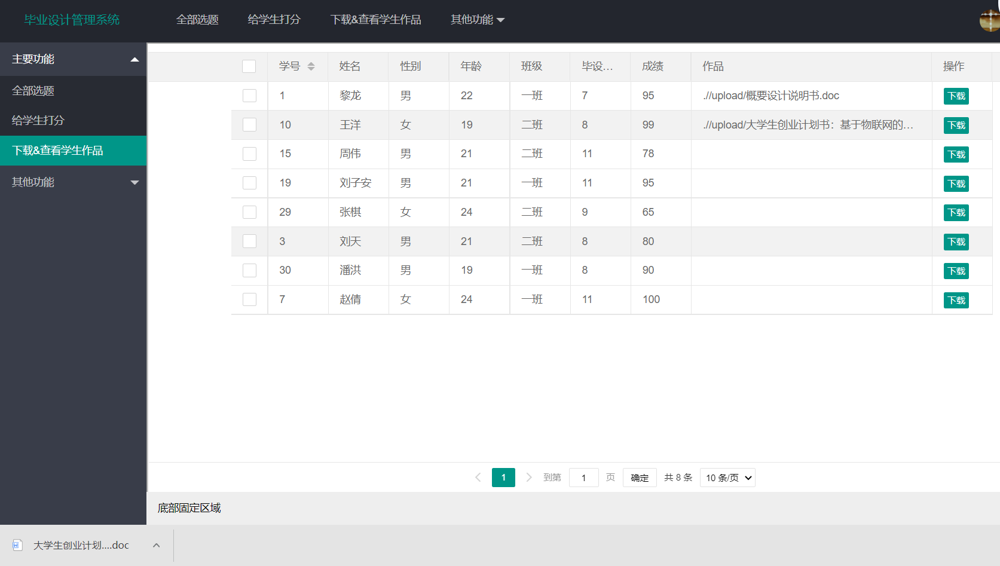 毕业设计管理系统 全部选题 给学生打分 下载&查看学生作品 其他功能
主要功能
全部选题
给学生打分
下载&查看学生作品
其他功能
学号 姓名 性别 年龄 班级 毕设... 成绩 作品 操作
1 黎龙 男 22 一班 7 95 .//upload/概要设计说明书.doc 下载
10 王洋 女 19 二班 8 99 .//upload/大学生创业计划书：基于物联网的... 下载
15 周伟 男 21 二班 11 78 下载
19 刘子安 男 21 一班 11 95 下载
29 张棋 女 24 二班 9 65 下载
3 刘天 男 21 二班 8 80 下载
30 潘洪 男 19 一班 8 90 下载
7 赵倩 女 24 一班 11 100 下载
1 到第 1 页 确定 共 8 条 10 条/页
底部固定区域
大学生创业计划....doc